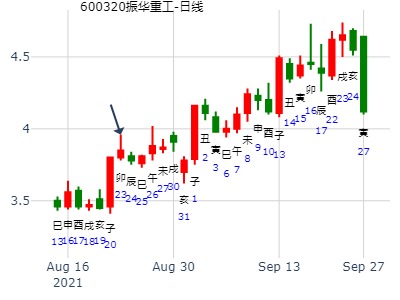 600320振华重工-日线
4.5
4
3.5
巳 申 酉 戌 亥 子 卯 辰 巳 午 未 戌 亥 子 丑 寅 巳 午 未 申 酉 子 丑 寅 卯 辰 酉 戌 亥 寅
13 16 17 18 19 20 23 24 25 26 27 30 31 1 2 3 6 7 8 9 10 13 14 15 16 17 22 23 24 27
Aug 16 Aug 30 Sep 13 Sep 27
2021